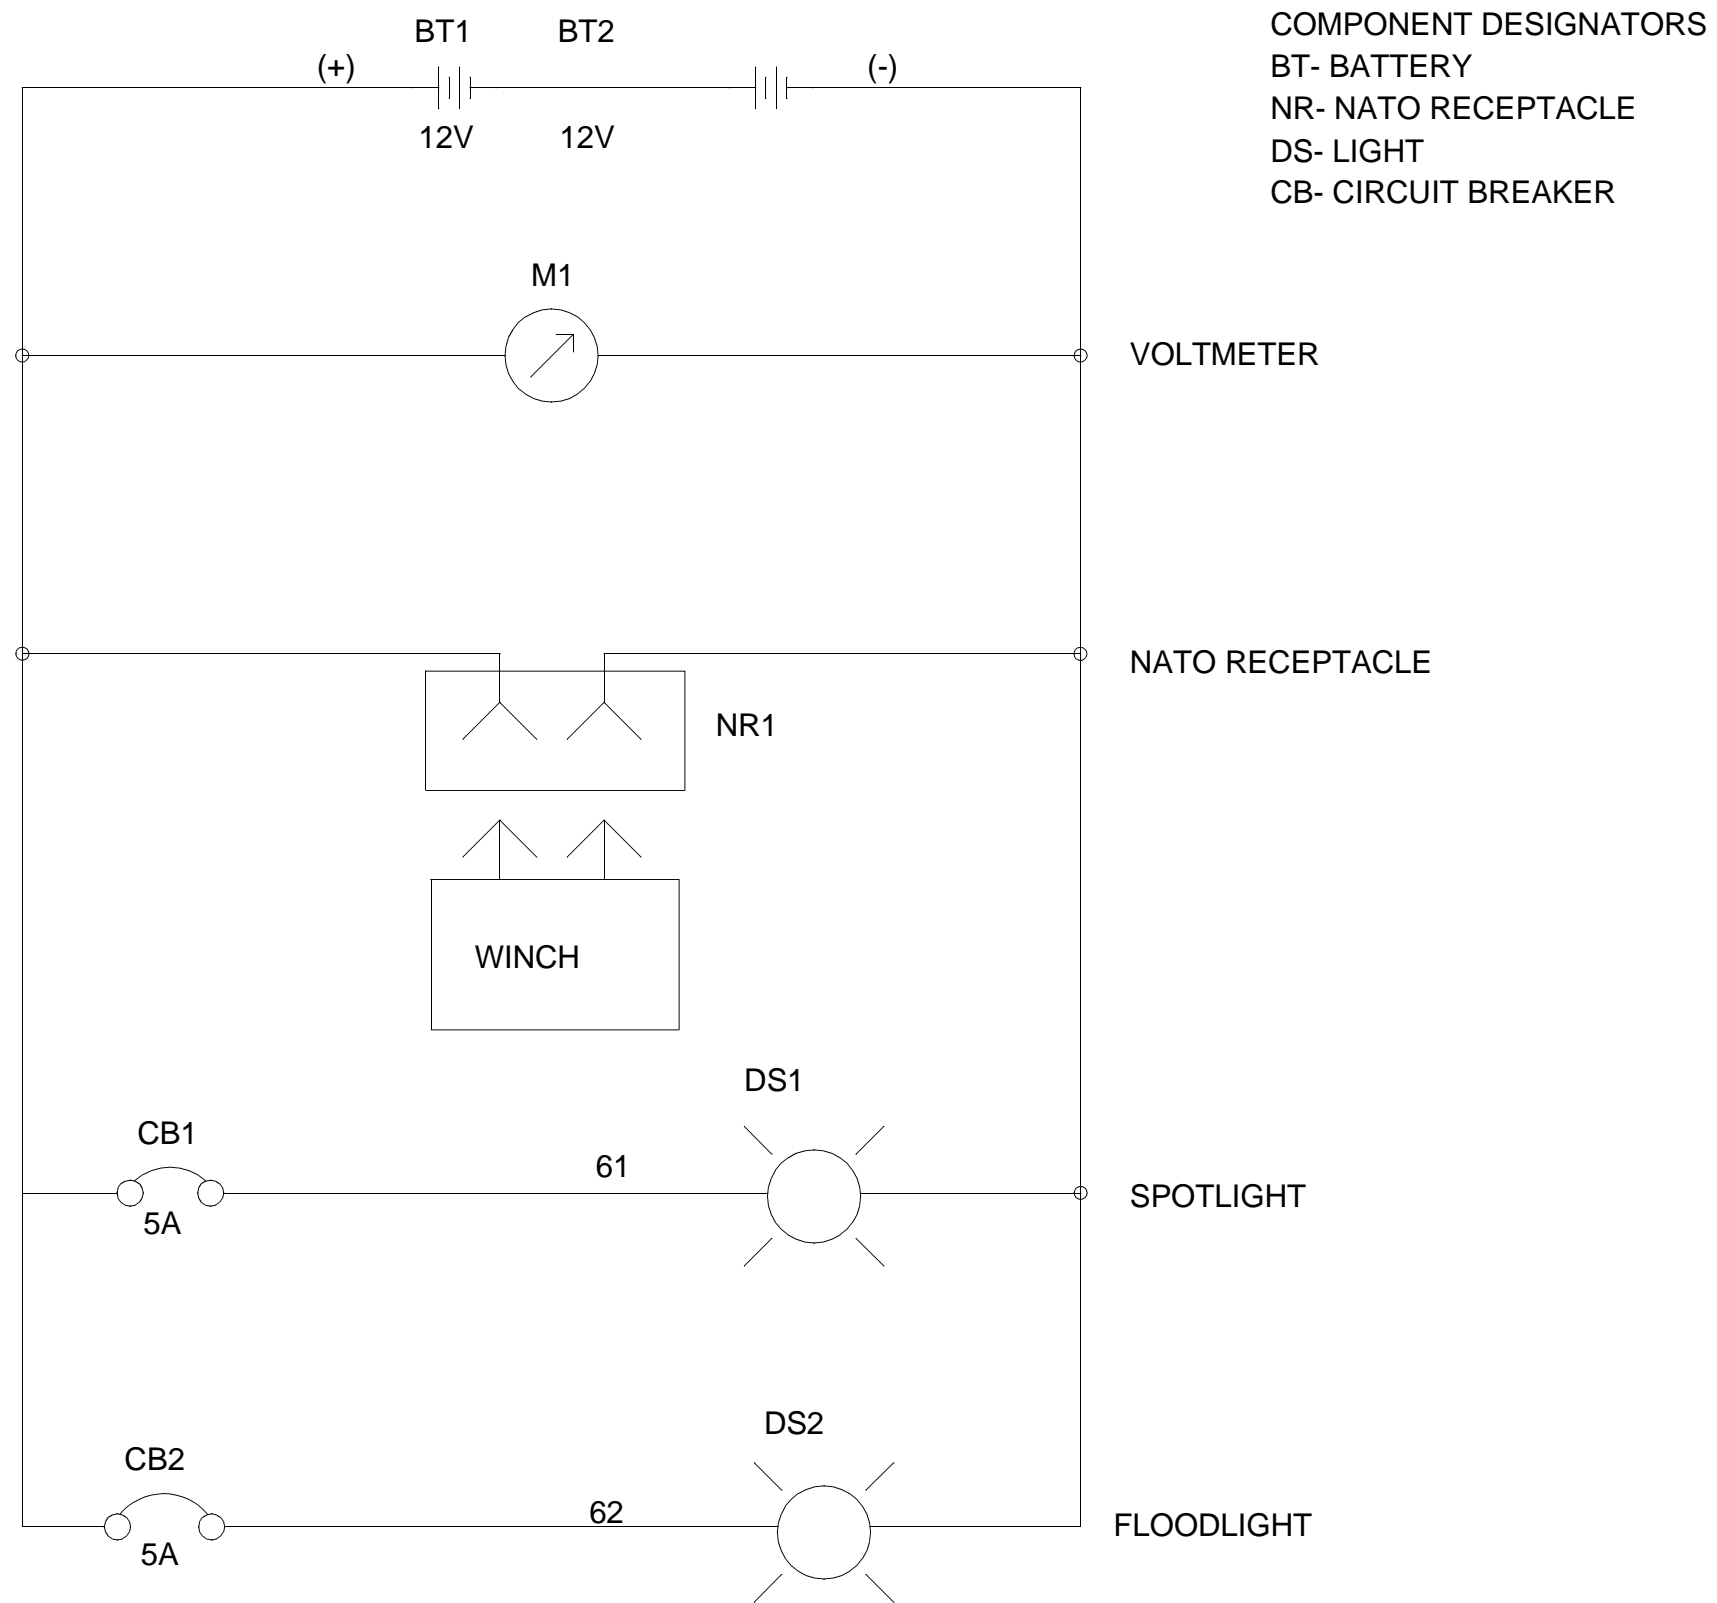 BT1 BT2
(+) (-)
12V 12V
COMPONENT DESIGNATORS
BT- BATTERY
NR- NATO RECEPTACLE
DS- LIGHT
CB- CIRCUIT BREAKER
M1
VOLTMETER
NATO RECEPTACLE
NR1
WINCH
DS1
CB1
61
5A
SPOTLIGHT
DS2
CB2
62
5A
FLOODLIGHT